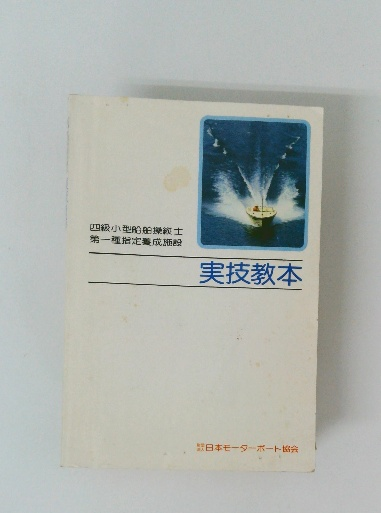 四級小型船舶操縦士
第一種指定養成施設
実技教本
日本モーターボート協会